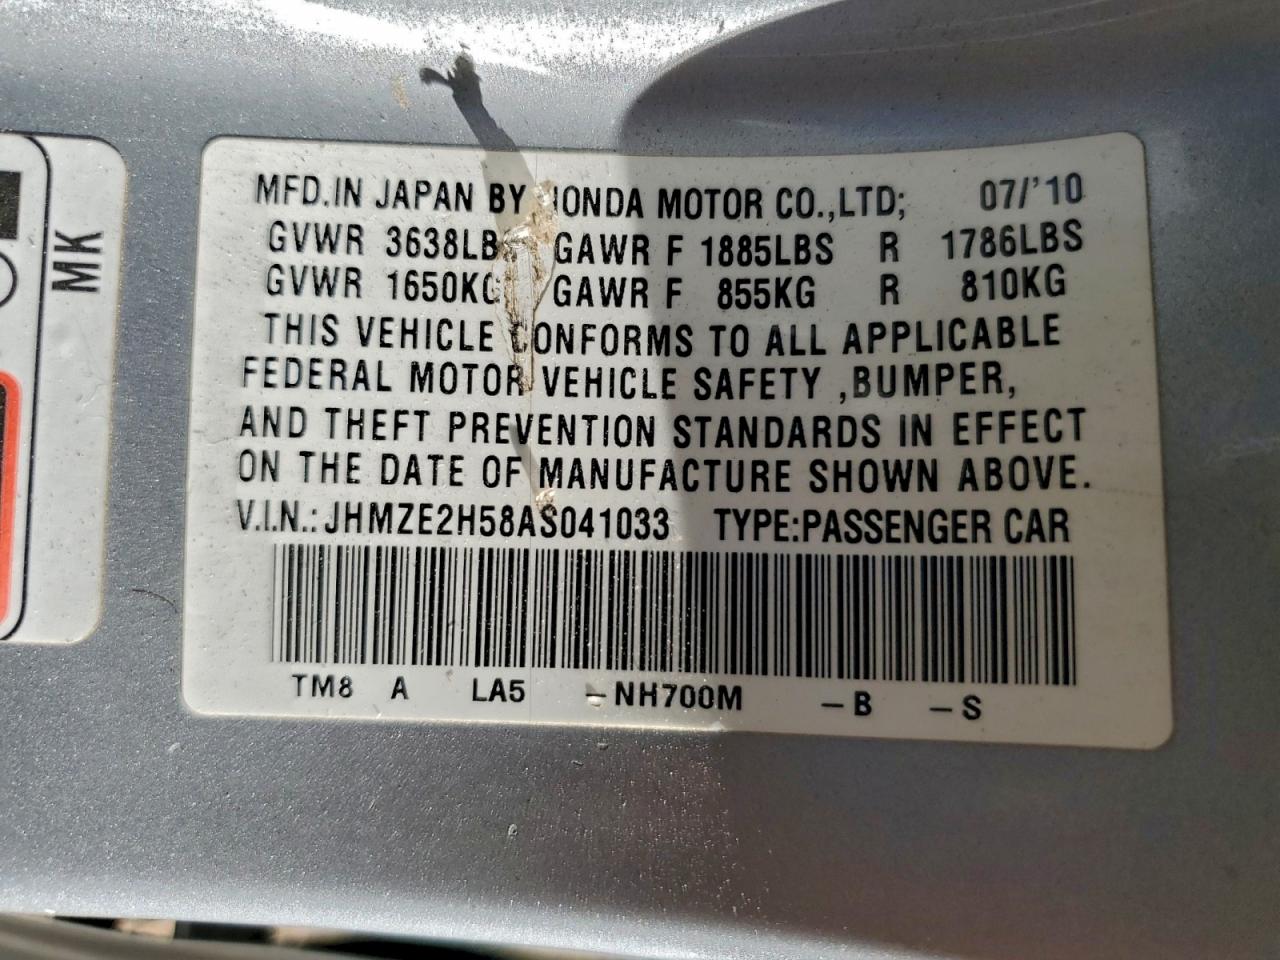 MK
MFD.IN JAPAN BY HONDA MOTOR CO.,LTD; 07/'10
GVWR 3638LBS GAWR F 1885LBS R 1786LBS
GVWR 1650KG GAWR F 855KG R 810KG
THIS VEHICLE CONFORMS TO ALL APPLICABLE
FEDERAL MOTOR VEHICLE SAFETY ,BUMPER,
AND THEFT PREVENTION STANDARDS IN EFFECT
ON THE DATE OF MANUFACTURE SHOWN ABOVE.
V.I.N.: JHMZE2H58AS041033 TYPE:PASSENGER CAR
TM8 A LA5 –NH700M –B –S